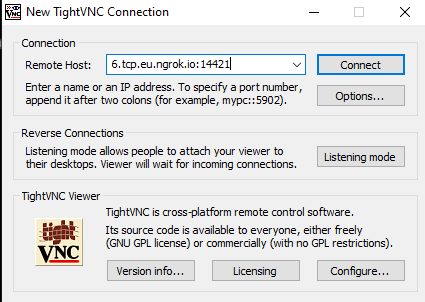 New TightVNC Connection
Connection
Remote Host: 6.tcp.eu.ngrok.io:14421 Connect
Enter a name or an IP address. To specify a port number,
append it after two colons (for example, mypc::5902). Options...
Reverse Connections
Listening mode allows people to attach your viewer to
their desktops. Viewer will wait for incoming connections. Listening mode
TightVNC Viewer
TightVNC is cross-platform remote control software.
Its source code is available to everyone, either freely
(GNU GPL license) or commercially (with no GPL restrictions).
tight
VNC
Version info... Licensing Configure...